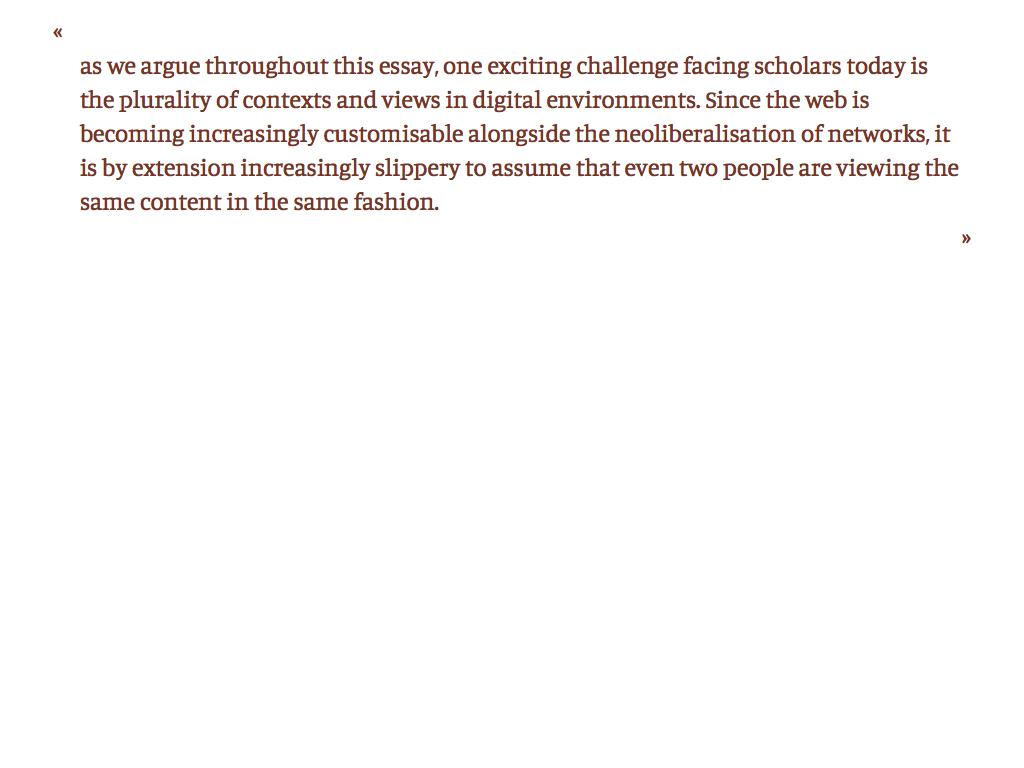 «
as we argue throughout this essay, one exciting challenge facing scholars today is
the plurality of contexts and views in digital environments. Since the web is
becoming increasingly customisable alongside the neoliberalisation of networks, it
is by extension increasingly slippery to assume that even two people are viewing the
same content in the same fashion.
»